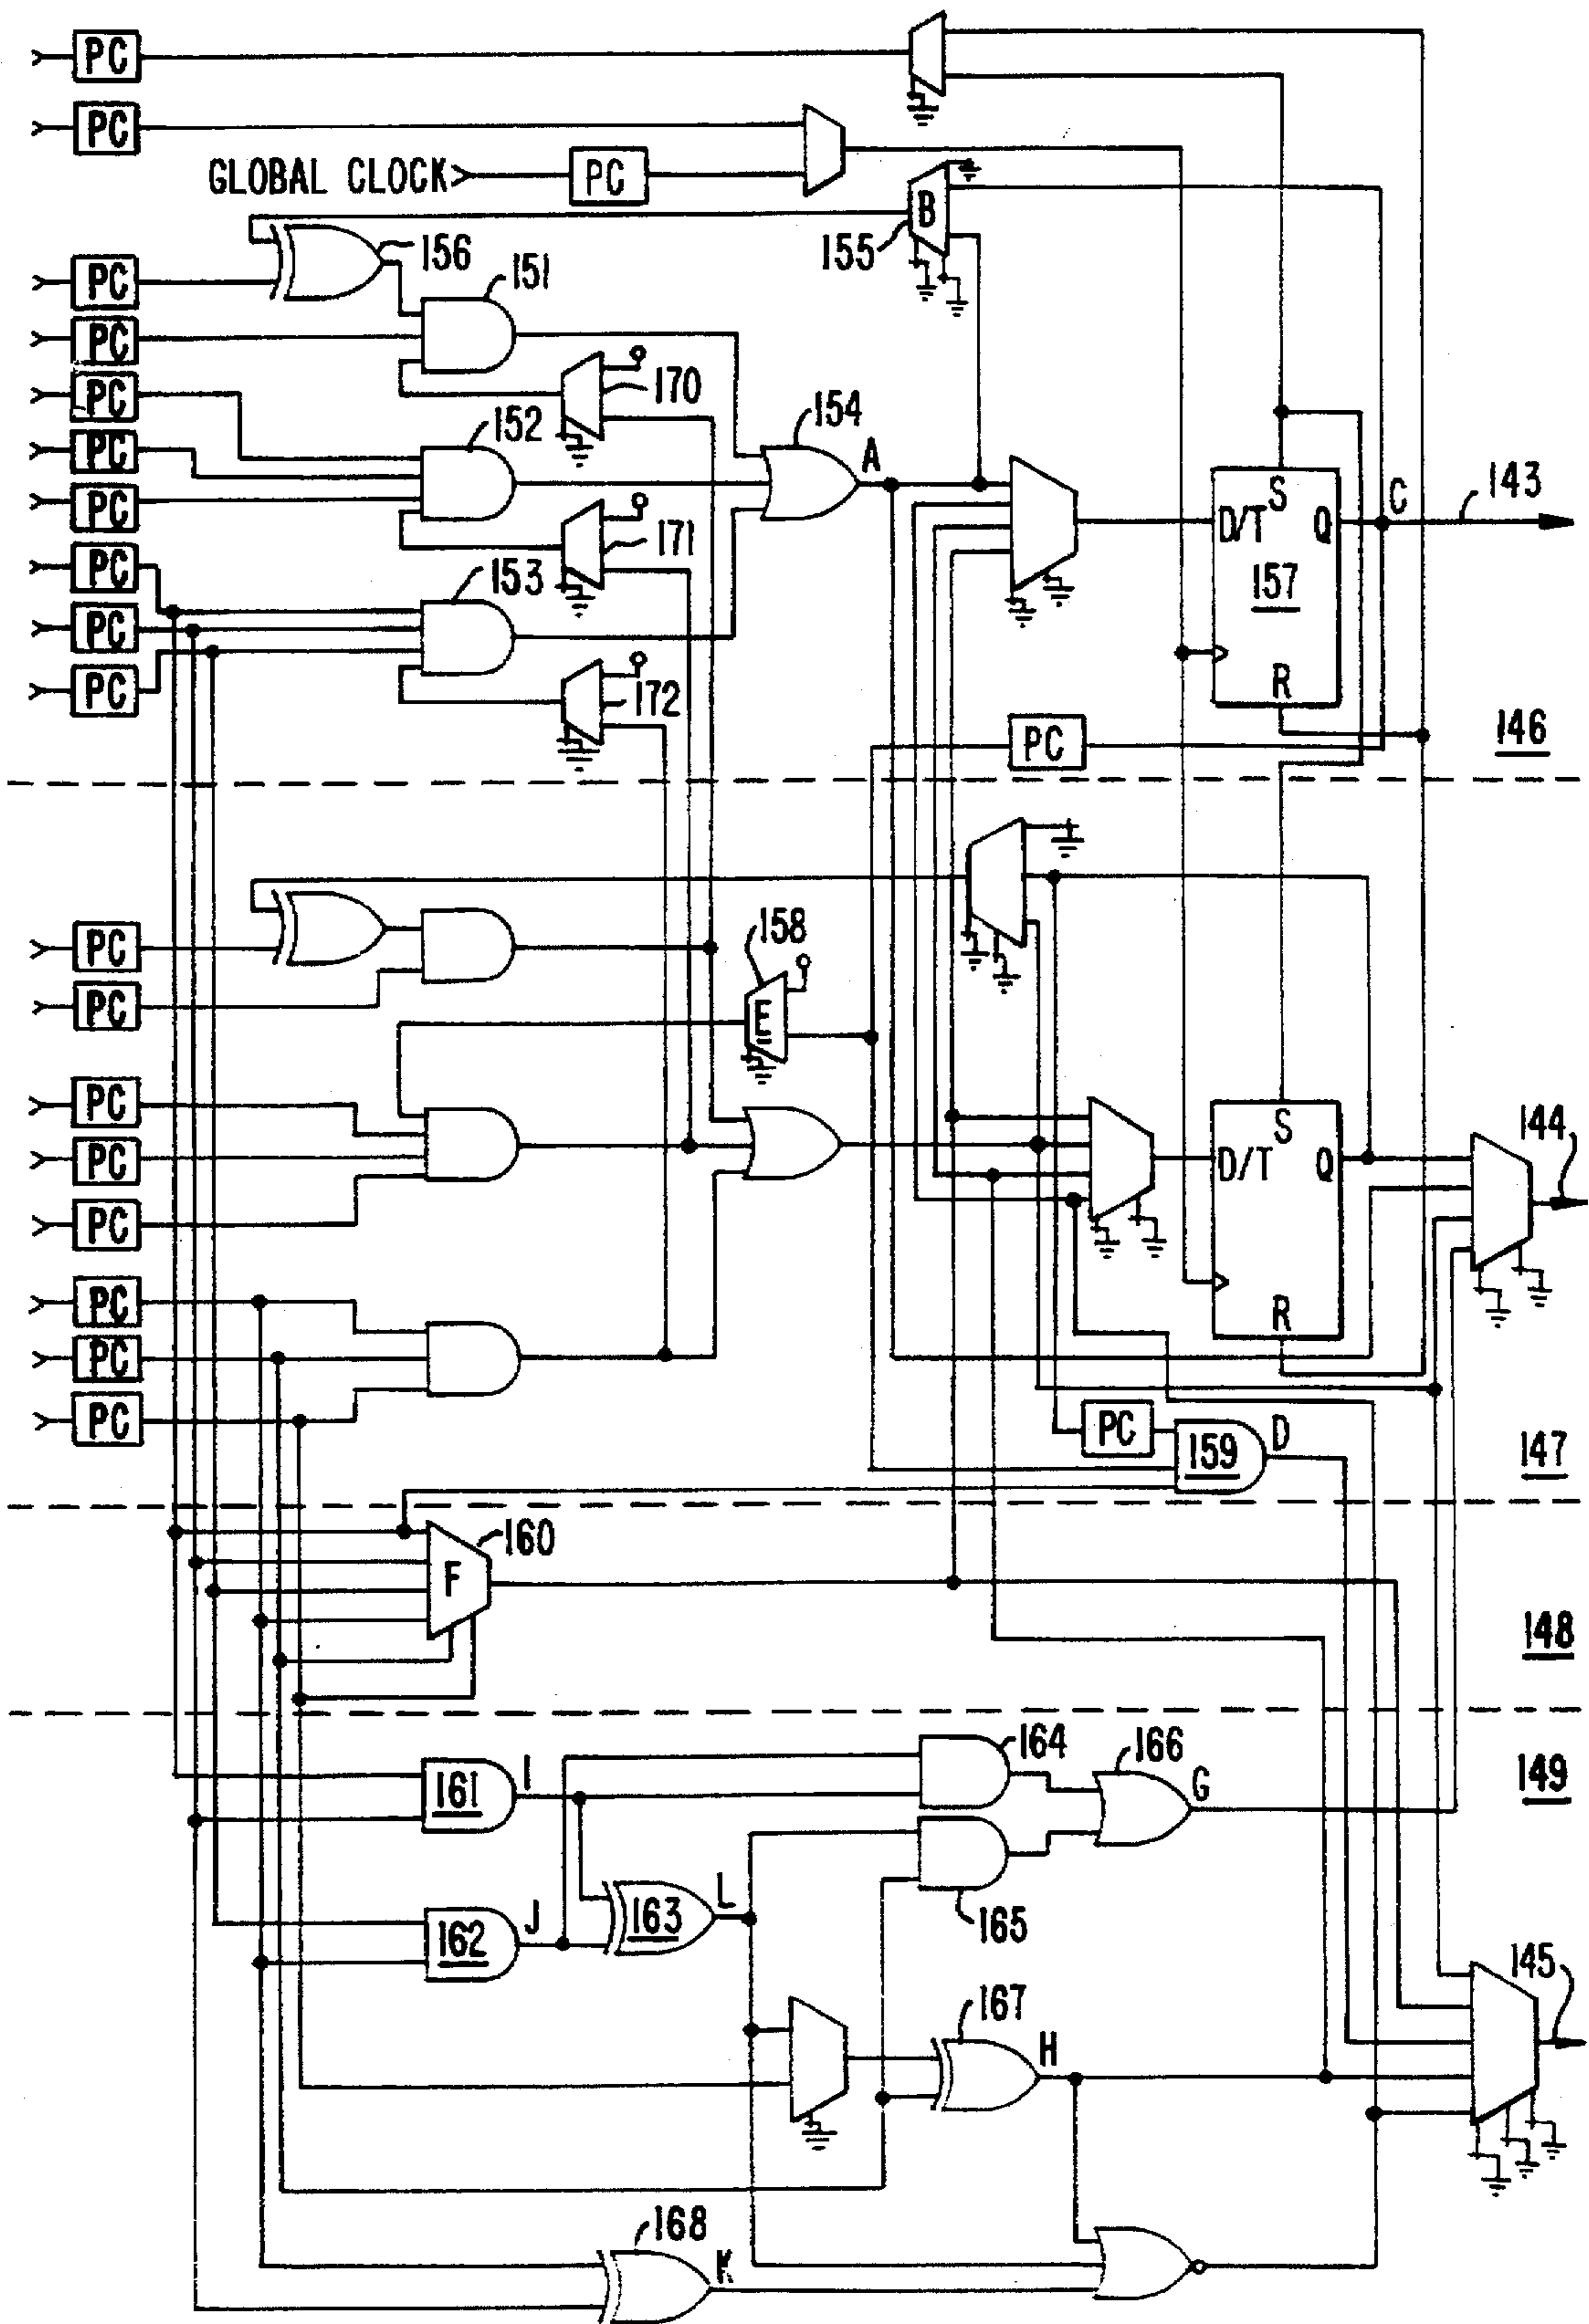 PC
PC
GLOBAL CLOCK
PC
B
155
156
PC
151
PC
170
PC
152
154
A
PC
S
C
143
PC
D/T
Q
171
PC
153
157
PC
R
PC
172
146
PC
158
PC
E
PC
PC
S
144
PC
D/T
Q
PC
PC
R
PC
PC
PC
159
D
147
160
F
148
164
166
149
161
I
G
L
163
J
165
162
145
167
H
168
K